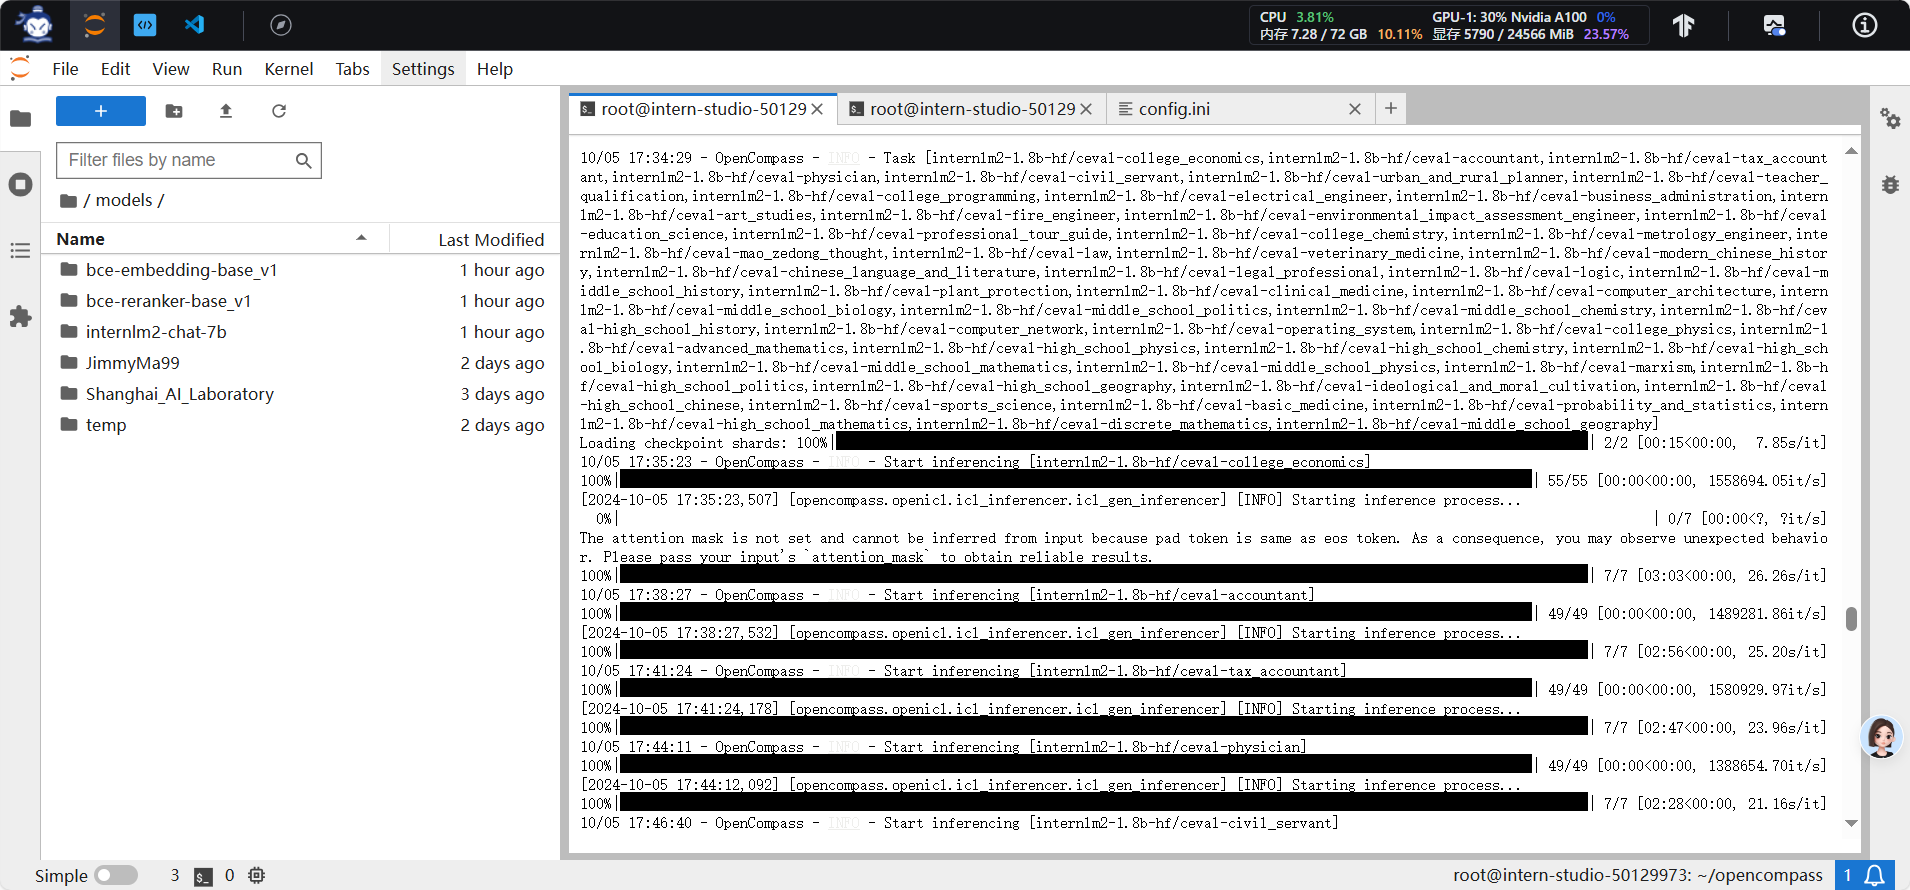 CPU 3.81% GPU-1: 30% Nvidia A100 0%
内存 7.28 / 72 GB 10.11% 显存 5790 / 24566 MiB 23.57%
File Edit View Run Kernel Tabs Settings Help
+
Filter files by name
/ models /
Name Last Modified
bce-embedding-base_v1 1 hour ago
bce-reranker-base_v1 1 hour ago
internlm2-chat-7b 1 hour ago
JimmyMa99 2 days ago
Shanghai_AI_Laboratory 3 days ago
temp 2 days ago
root@intern-studio-50129 root@intern-studio-50129 config.ini +
10/05 17:34:29 - OpenCompass - INFO - Task [internlm2-1.8b-hf/ceval-college_economics,internlm2-1.8b-hf/ceval-accountant,internlm2-1.8b-hf/ceval-tax_account
ant,internlm2-1.8b-hf/ceval-physician,internlm2-1.8b-hf/ceval-civil_servant,internlm2-1.8b-hf/ceval-urban_and_rural_planner,internlm2-1.8b-hf/ceval-teacher_
qualification,internlm2-1.8b-hf/ceval-college_programming,internlm2-1.8b-hf/ceval-electrical_engineer,internlm2-1.8b-hf/ceval-business_administration,intern
lm2-1.8b-hf/ceval-art_studies,internlm2-1.8b-hf/ceval-fire_engineer,internlm2-1.8b-hf/ceval-environmental_impact_assessment_engineer,internlm2-1.8b-hf/ceval
-education_science,internlm2-1.8b-hf/ceval-professional_tour_guide,internlm2-1.8b-hf/ceval-college_chemistry,internlm2-1.8b-hf/ceval-metrology_engineer,inte
rnlm2-1.8b-hf/ceval-mao_zedong_thought,internlm2-1.8b-hf/ceval-law,internlm2-1.8b-hf/ceval-veterinary_medicine,internlm2-1.8b-hf/ceval-modern_chinese_histor
y,internlm2-1.8b-hf/ceval-chinese_language_and_literature,internlm2-1.8b-hf/ceval-legal_professional,internlm2-1.8b-hf/ceval-logic,internlm2-1.8b-hf/ceval-m
iddle_school_history,internlm2-1.8b-hf/ceval-plant_protection,internlm2-1.8b-hf/ceval-clinical_medicine,internlm2-1.8b-hf/ceval-computer_architecture,intern
lm2-1.8b-hf/ceval-middle_school_biology,internlm2-1.8b-hf/ceval-middle_school_politics,internlm2-1.8b-hf/ceval-middle_school_chemistry,internlm2-1.8b-hf/cev
al-high_school_history,internlm2-1.8b-hf/ceval-computer_network,internlm2-1.8b-hf/ceval-operating_system,internlm2-1.8b-hf/ceval-college_physics,internlm2-1
.8b-hf/ceval-advanced_mathematics,internlm2-1.8b-hf/ceval-high_school_physics,internlm2-1.8b-hf/ceval-high_school_chemistry,internlm2-1.8b-hf/ceval-high_sch
ool_biology,internlm2-1.8b-hf/ceval-middle_school_mathematics,internlm2-1.8b-hf/ceval-middle_school_physics,internlm2-1.8b-hf/ceval-marxism,internlm2-1.8b-h
f/ceval-high_school_politics,internlm2-1.8b-hf/ceval-high_school_geography,internlm2-1.8b-hf/ceval-ideological_and_moral_cultivation,internlm2-1.8b-hf/ceval
-high_school_chinese,internlm2-1.8b-hf/ceval-sports_science,internlm2-1.8b-hf/ceval-basic_medicine,internlm2-1.8b-hf/ceval-probability_and_statistics,intern
lm2-1.8b-hf/ceval-high_school_mathematics,internlm2-1.8b-hf/ceval-discrete_mathematics,internlm2-1.8b-hf/ceval-middle_school_geography]
Loading checkpoint shards: 100%| | 2/2 [00:15<00:00, 7.85s/it]
10/05 17:35:23 - OpenCompass - INFO - Start inferencing [internlm2-1.8b-hf/ceval-college_economics]
100%| | 55/55 [00:00<00:00, 1558694.05it/s]
[2024-10-05 17:35:23,507] [opencompass.openicl.icl_inferencer.icl_gen_inferencer] [INFO] Starting inference process...
0%| | 0/7 [00:00<?, ?it/s]
The attention mask is not set and cannot be inferred from input because pad token is same as eos token. As a consequence, you may observe unexpected behavio
r. Please pass your input's `attention_mask` to obtain reliable results.
100%| | 7/7 [03:03<00:00, 26.26s/it]
10/05 17:38:27 - OpenCompass - INFO - Start inferencing [internlm2-1.8b-hf/ceval-accountant]
100%| | 49/49 [00:00<00:00, 1489281.86it/s]
[2024-10-05 17:38:27,532] [opencompass.openicl.icl_inferencer.icl_gen_inferencer] [INFO] Starting inference process...
100%| | 7/7 [02:56<00:00, 25.20s/it]
10/05 17:41:24 - OpenCompass - INFO - Start inferencing [internlm2-1.8b-hf/ceval-tax_accountant]
100%| | 49/49 [00:00<00:00, 1580929.97it/s]
[2024-10-05 17:41:24,178] [opencompass.openicl.icl_inferencer.icl_gen_inferencer] [INFO] Starting inference process...
100%| | 7/7 [02:47<00:00, 23.96s/it]
10/05 17:44:11 - OpenCompass - INFO - Start inferencing [internlm2-1.8b-hf/ceval-physician]
100%| | 49/49 [00:00<00:00, 1388654.70it/s]
[2024-10-05 17:44:12,092] [opencompass.openicl.icl_inferencer.icl_gen_inferencer] [INFO] Starting inference process...
100%| | 7/7 [02:28<00:00, 21.16s/it]
10/05 17:46:40 - OpenCompass - INFO - Start inferencing [internlm2-1.8b-hf/ceval-civil_servant]
Simple 3 0 root@intern-studio-50129973: ~/opencompass 1